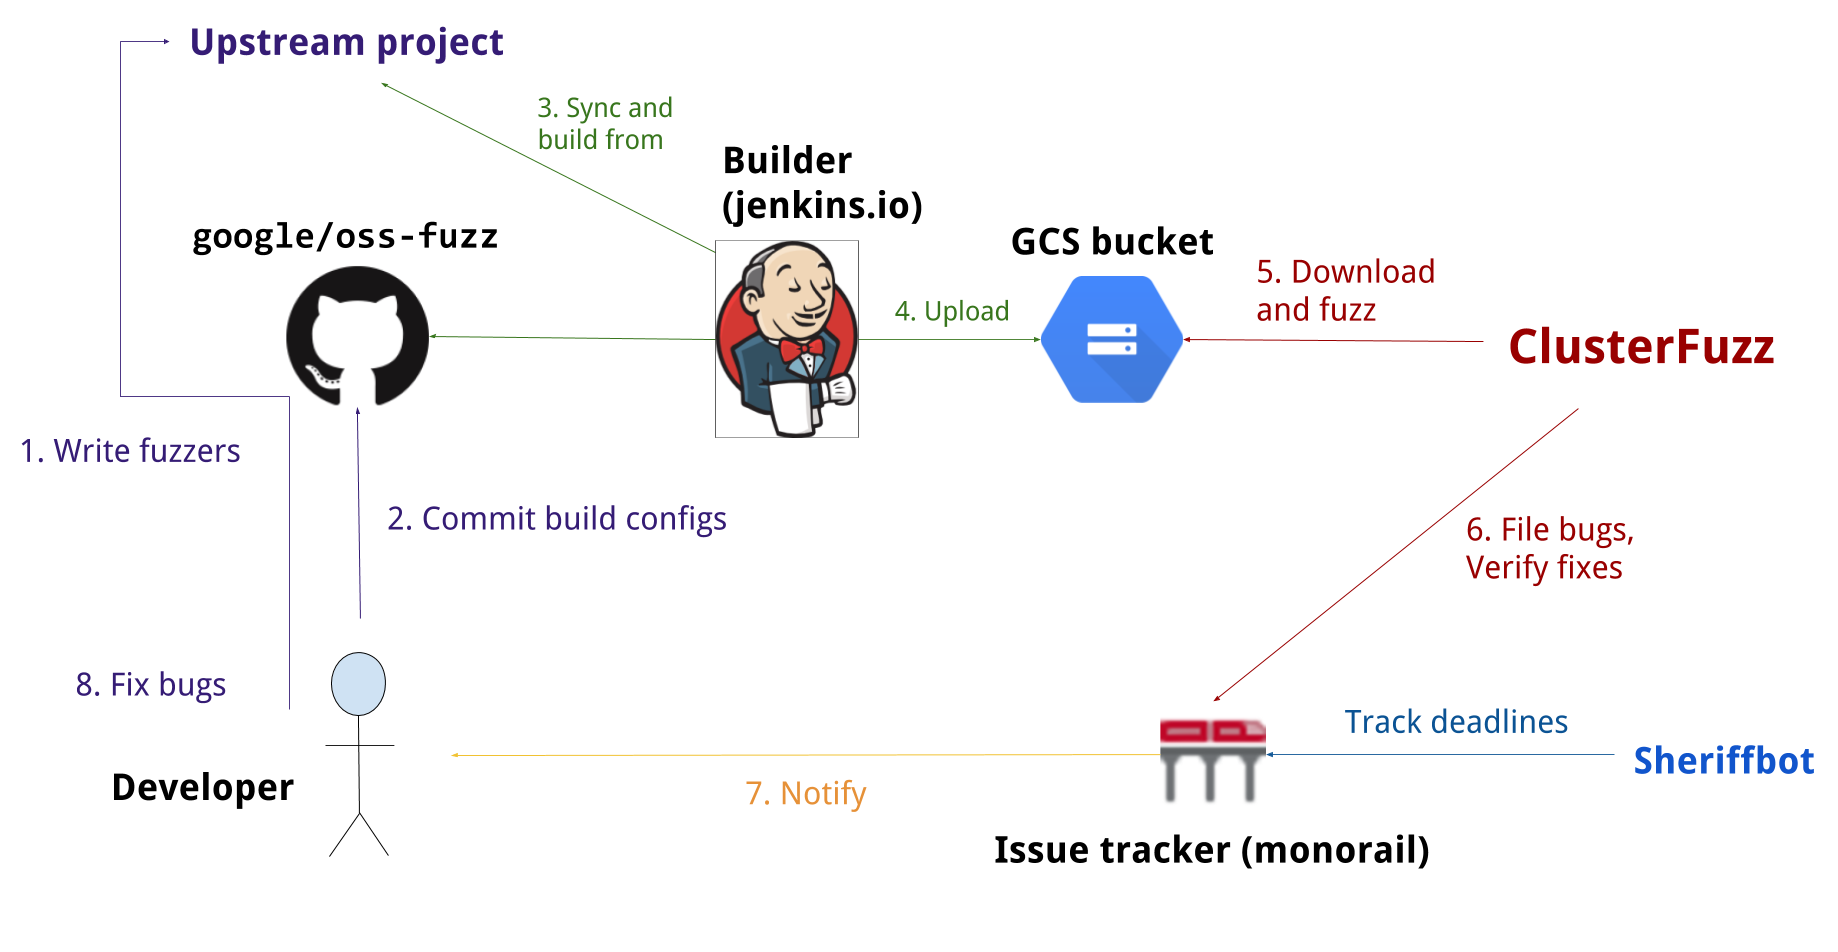 Upstream project
3. Sync and
build from
Builder
(jenkins.io)
google/oss-fuzz
GCS bucket
4. Upload
5. Download
and fuzz
ClusterFuzz
1. Write fuzzers
2. Commit build configs
6. File bugs,
Verify fixes
8. Fix bugs
Developer
7. Notify
Track deadlines
Sheriffbot
Issue tracker (monorail)